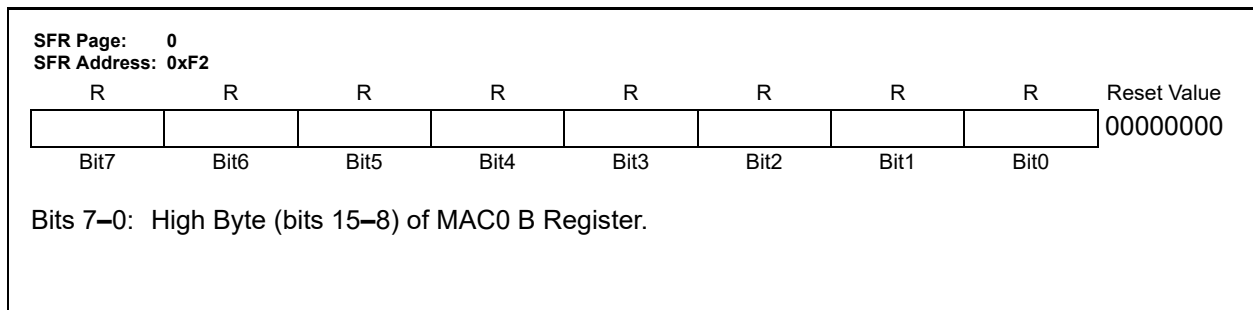 SFR Page: 0
SFR Address: 0xF2
R R R R R R R R Reset Value
00000000
Bit7 Bit6 Bit5 Bit4 Bit3 Bit2 Bit1 Bit0
Bits 7–0: High Byte (bits 15–8) of MAC0 B Register.